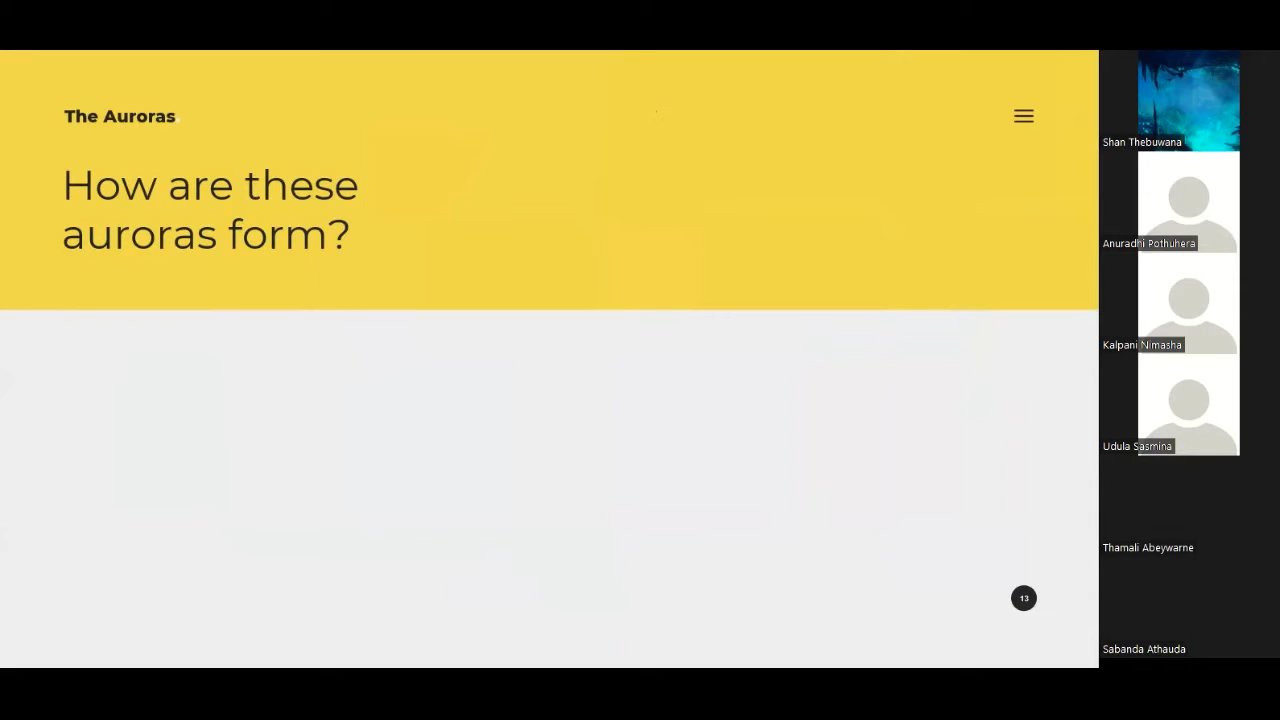 The Auroras
How are these
auroras form?
13
Shan Thebuwana
Anuradhi Pothuhera
Kalpani Nimasha
Udula Sasmina
Thamali Abeywarne
Sabanda Athauda